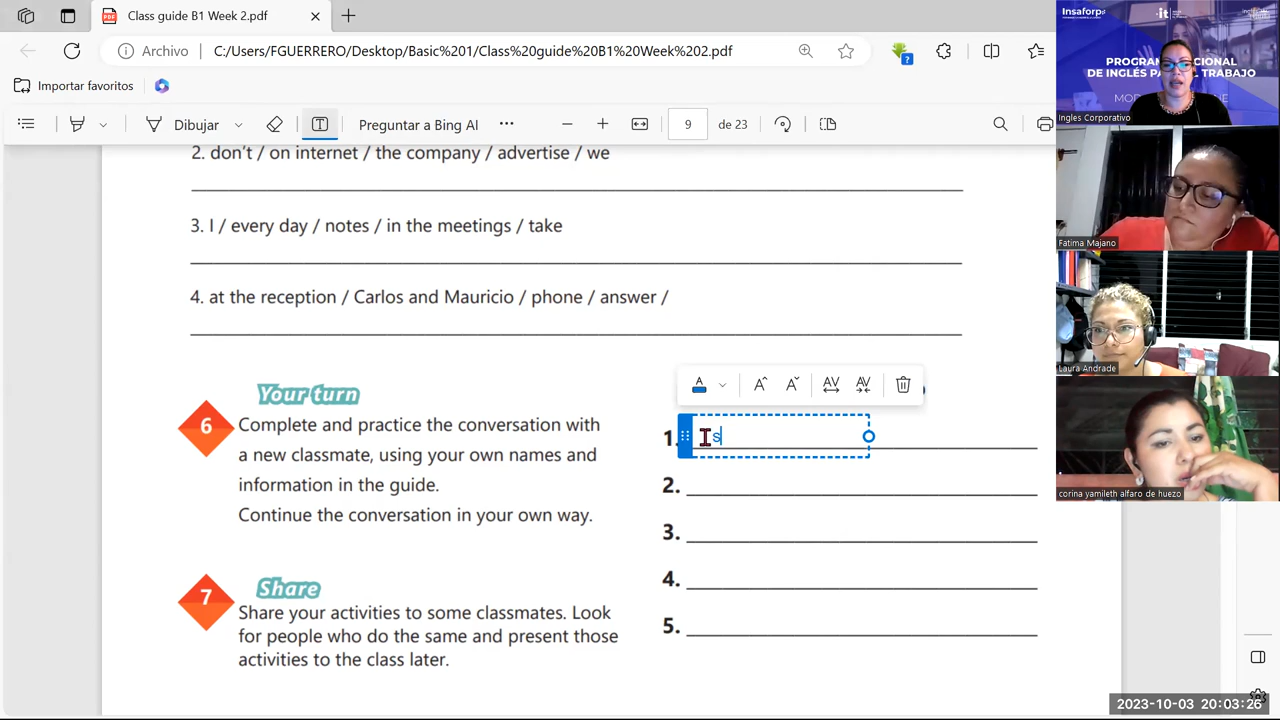 Class guide B1 Week 2.pdf
Archivo
C:/Users/FGUERRERO/Desktop/Basic%201/Class%20guide%20B1%20Week%202.pdf
Importar favoritos
Dibujar
Preguntar a Bing AI
9
de 23
2. don't / on internet / the company / advertise / we
3. I / every day / notes / in the meetings / take
4. at the reception / Carlos and Mauricio / phone / answer /
Your turn
6
Complete and practice the conversation with
a new classmate, using your own names and
information in the guide.
Continue the conversation in your own way.
7
Share
Share your activities to some classmates. Look
for people who do the same and present those
activities to the class later.
1.
s
2.
3.
4.
5.
Insaforp
Ingles Corporativo
Fatima Majano
Laura Andrade
corina yamileth alfaro de huezo
2023-10-03 20:03:26